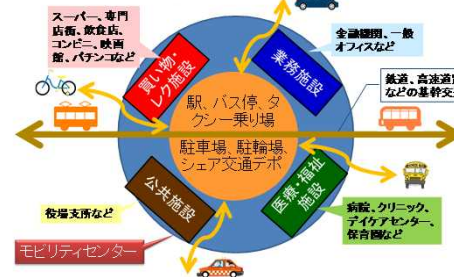 スーパー、専門
店街、飲食店、
コンビニ、映画
館、パチンコなど
買い物・
レク施設
業務施設
金融機関、一般
オフィスなど
鉄道、高速道
などの基幹交
駅、バス停、タ
クシー乗り場
駐車場、駐輪場、
シェア交通デポ
公共施設
医療・福祉
施設
役場支所など
病院、クリニック、
デイケアセンター、
保育園など
モビリティセンター